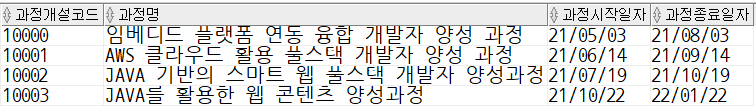 과정개설코드 과정명 과정시작일자 과정종료일자
10000 임베디드 플랫폼 연동 융합 개발자 양성 과정 21/05/03 21/08/03
10001 AWS 클라우드 활용 풀스택 개발자 양성 과정 21/06/14 21/09/14
10002 JAVA 기반의 스마트 웹 풀스택 개발자 양성과정 21/07/19 21/10/19
10003 JAVA를 활용한 웹 콘텐츠 양성과정 21/10/22 22/01/22